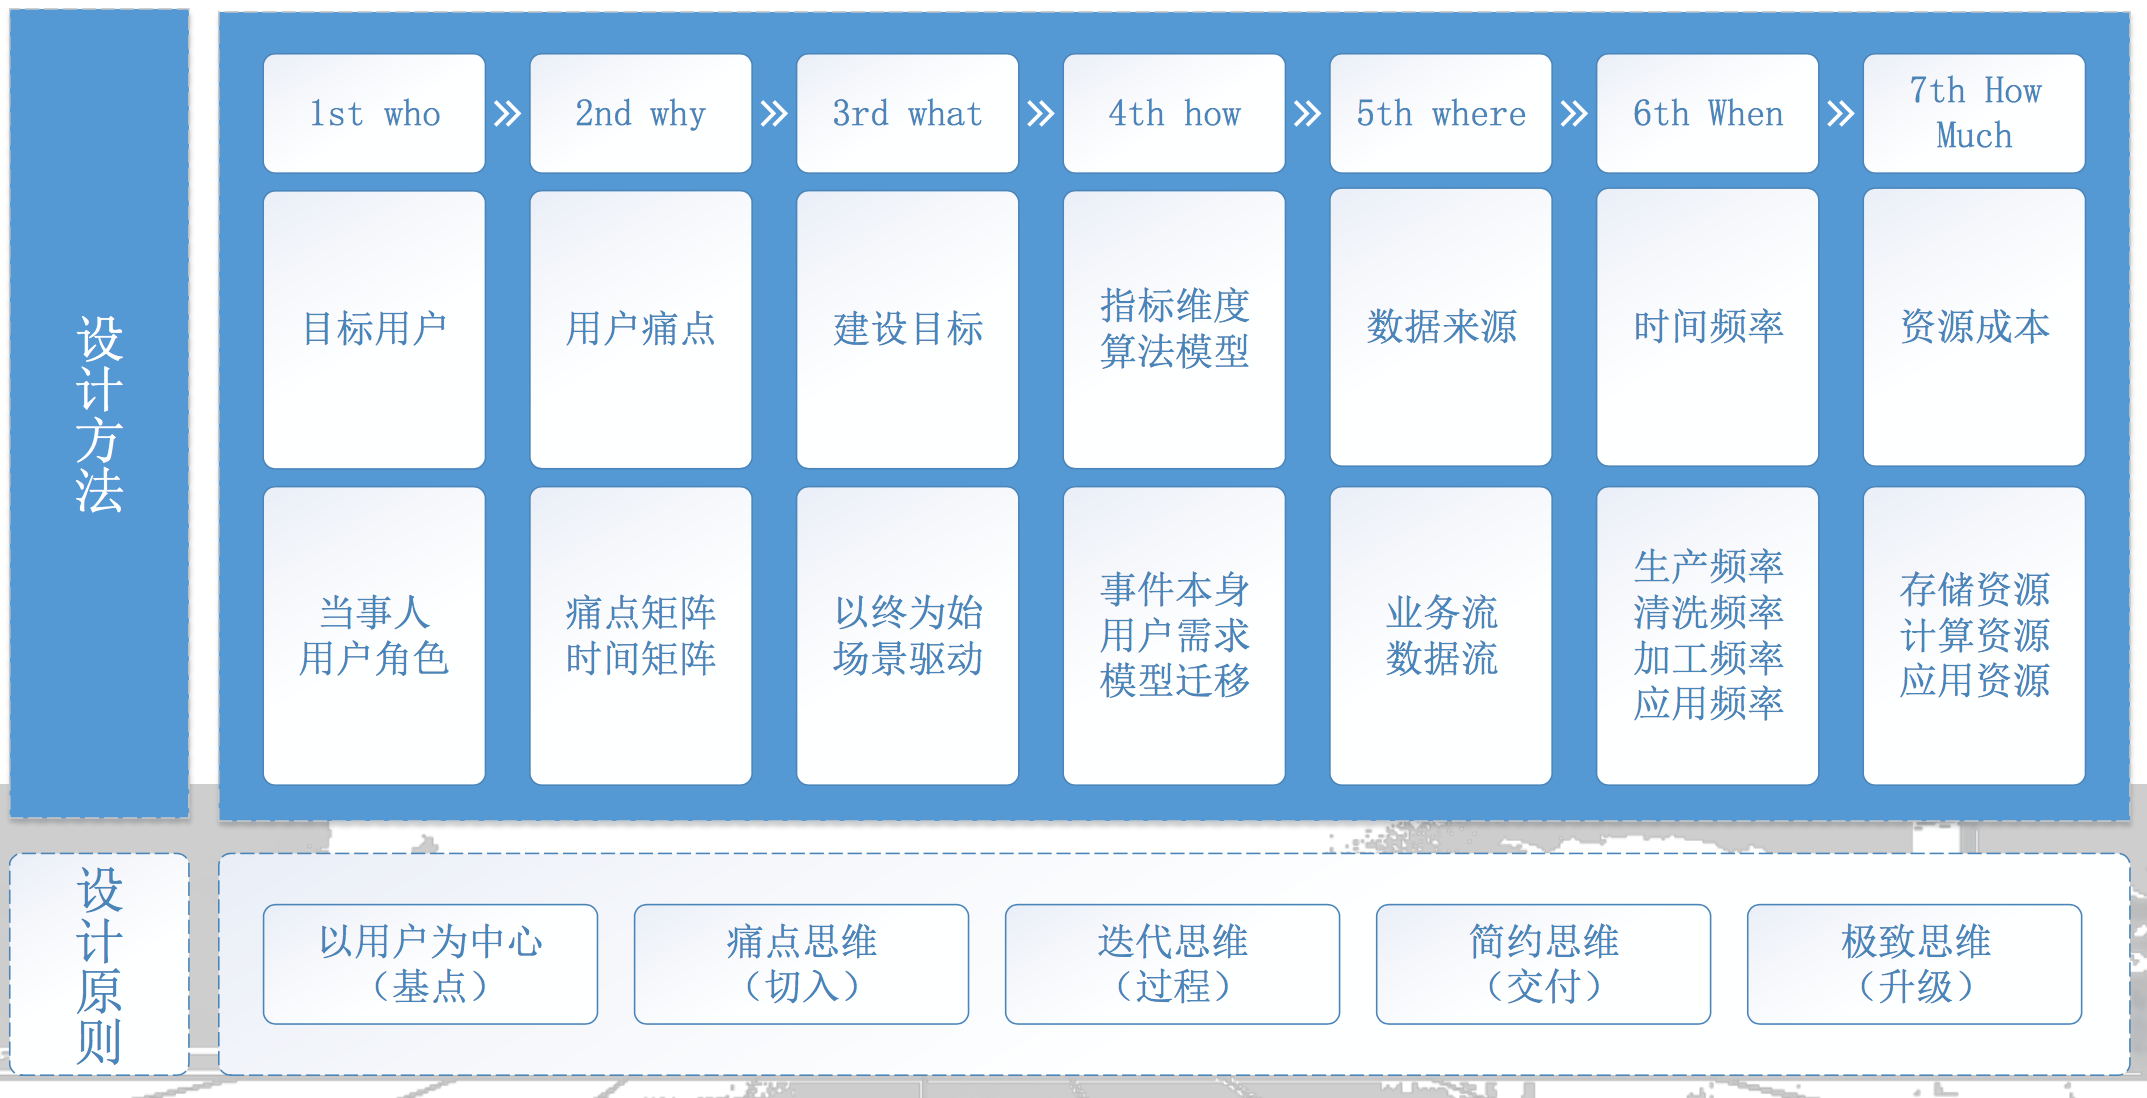 设计方法
1st who
2nd why
3rd what
4th how
5th where
6th When
7th How
Much
目标用户
用户痛点
建设目标
指标维度
算法模型
数据来源
时间频率
资源成本
当事人
用户角色
痛点矩阵
时间矩阵
以终为始
场景驱动
事件本身
用户需求
模型迁移
业务流
数据流
生产频率
清洗频率
加工频率
应用频率
存储资源
计算资源
应用资源
设计原则
以用户为中心
（基点）
痛点思维
（切入）
迭代思维
（过程）
简约思维
（交付）
极致思维
（升级）